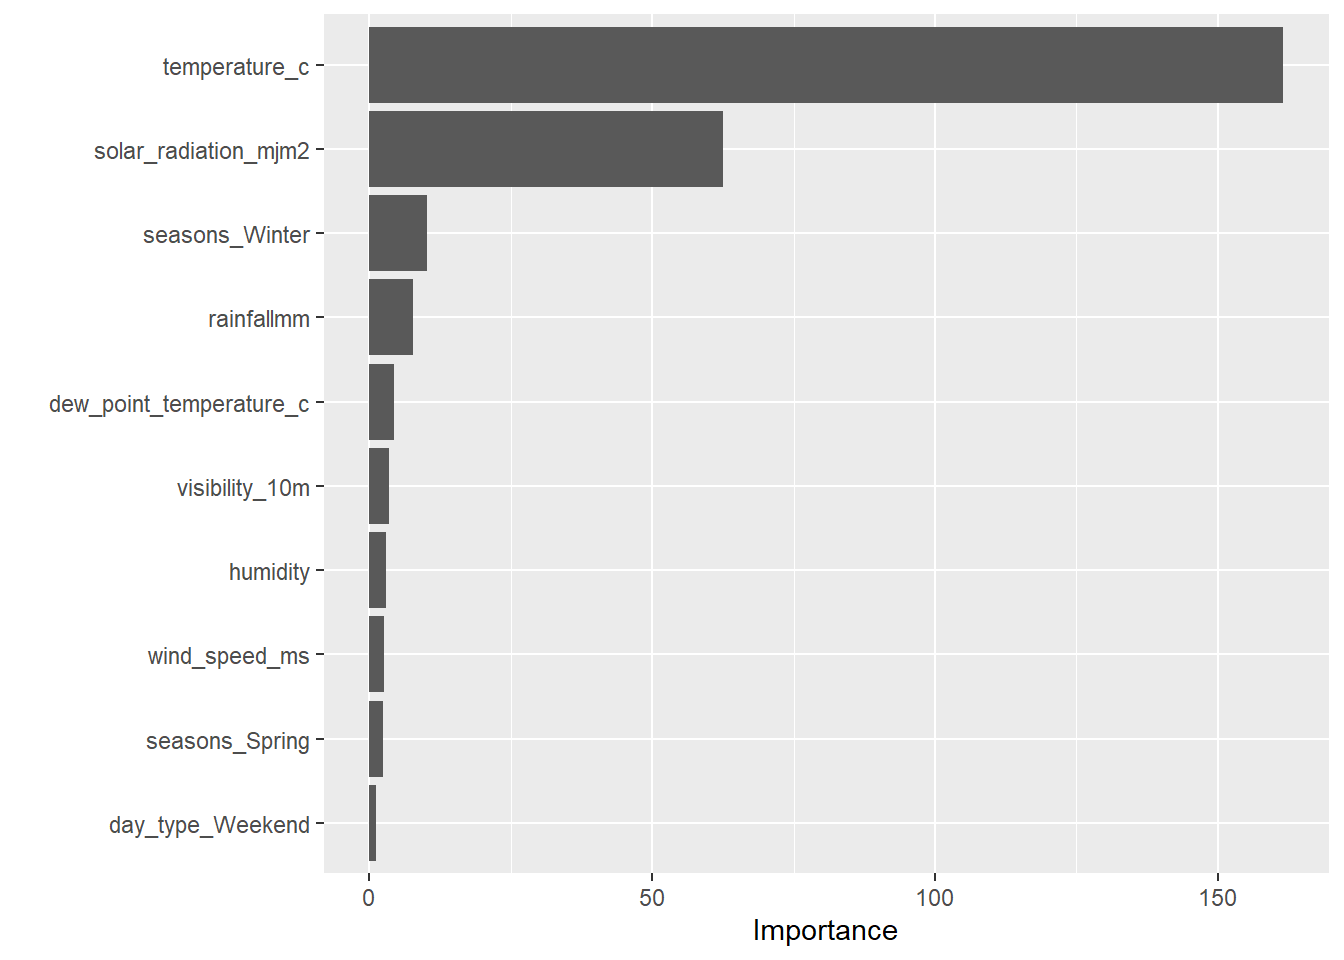 temperature_c
solar_radiation_mjm2
seasons_Winter
rainfallmm
dew_point_temperature_c
visibility_10m
humidity
wind_speed_ms
seasons_Spring
day_type_Weekend
0 50 100 150
Importance